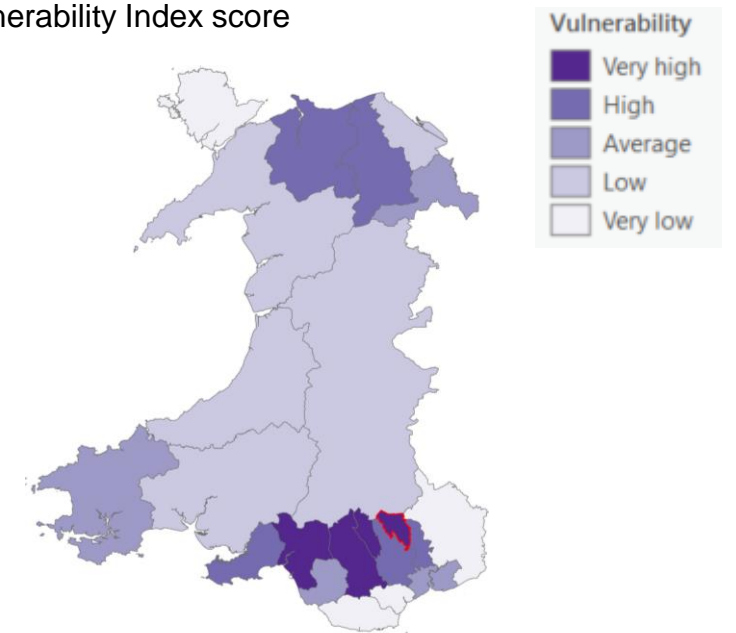 nerability Index score
Vulnerability
Very high
High
Average
Low
Very low